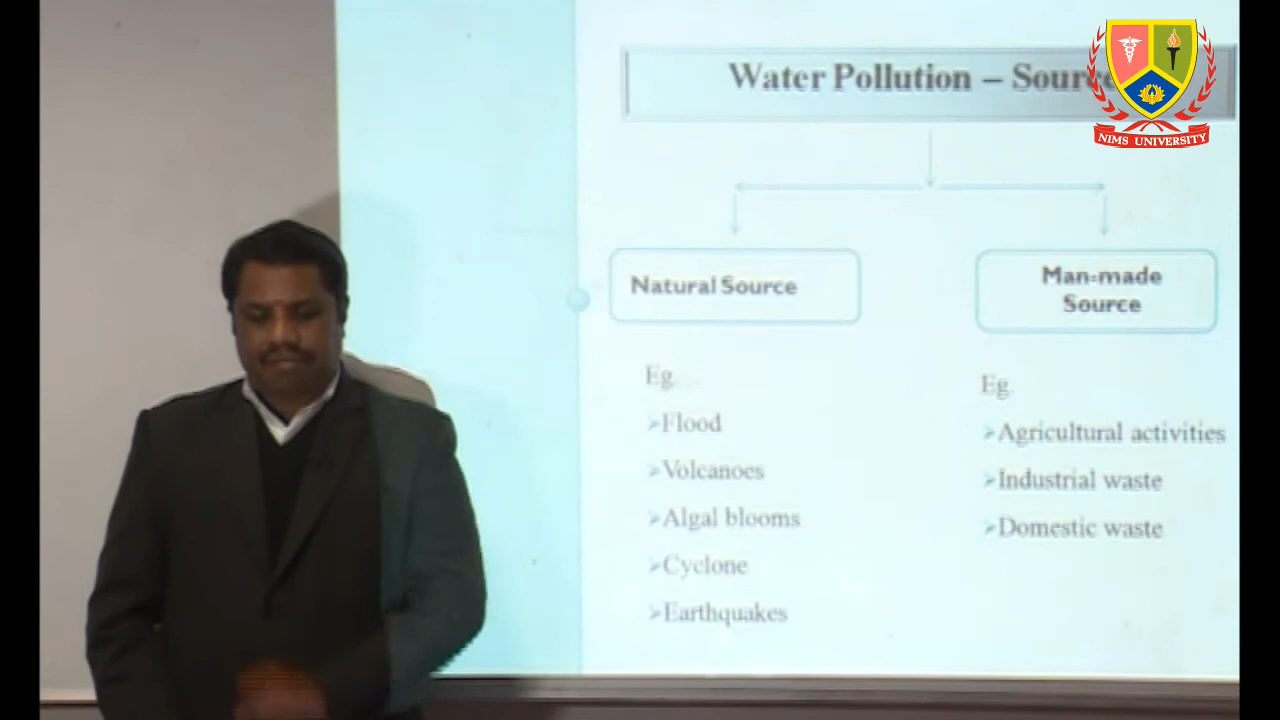 Water Pollution –
NIMS UNIVERSITY
Natural Source
Man-made
Source
Eg.
Flood
Volcanoes
Algal blooms
Cyclone
Earthquakes
Eg.
Agricultural activities
Industrial waste
Domestic waste